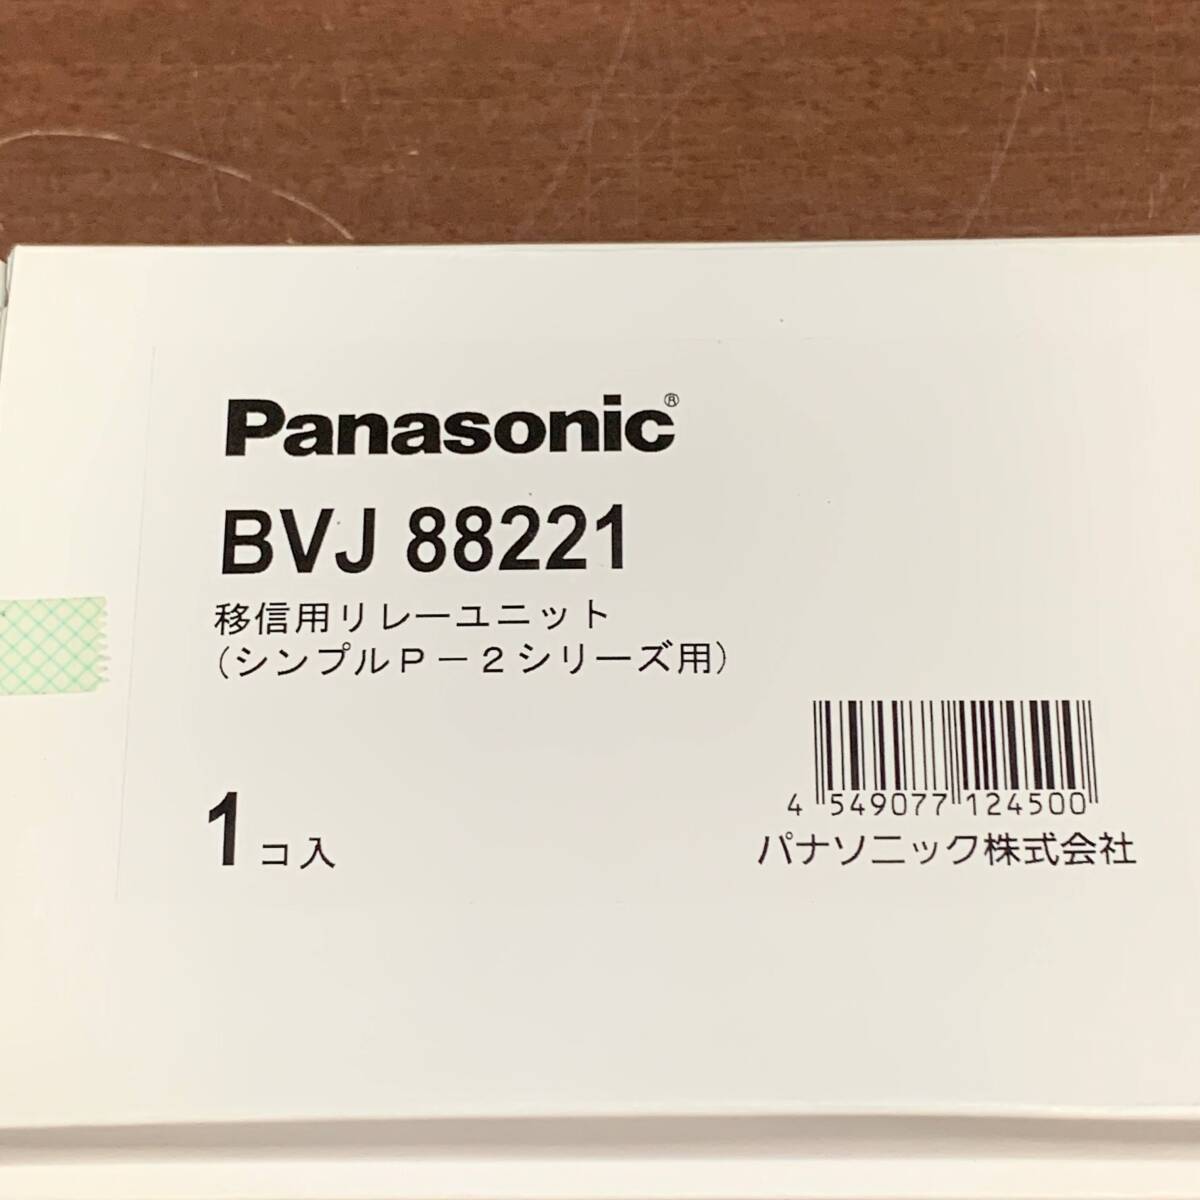 Panasonic®
BVJ 88221
移信用リレーユニット
(シンプルP-2シリーズ用)
1コ入
4 549077 124500
パナソニック株式会社